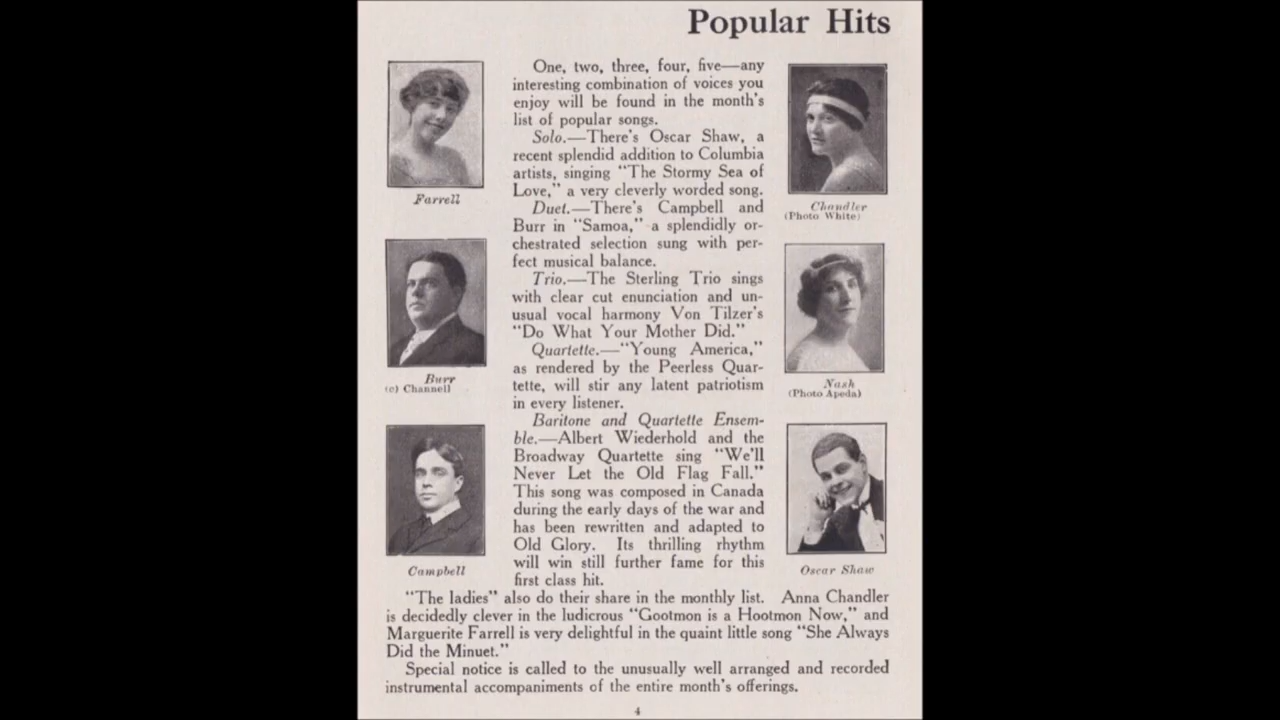 Popular Hits
One, two, three, four, five—any
interesting combination of voices you
enjoy will be found in the month's
list of popular songs.
Solo.—There's Oscar Shaw, a
recent splendid addition to Columbia
artists, singing "The Stormy Sea of
Love," a very cleverly worded song.
Duet.—There's Campbell and
Burr in "Samoa," a splendidly or-
chestrated selection sung with per-
fect musical balance.
Trio.—The Sterling Trio sings
with clear cut enunciation and un-
usual vocal harmony Von Tilzer's
"Do What Your Mother Did."
Quartette.—"Young America,"
as rendered by the Peerless Quar-
tette, will stir any latent patriotism
in every listener.
Baritone and Quartette Ensem-
ble.—Albert Wiederhold and the
Broadway Quartette sing "We'll
Never Let the Old Flag Fall."
This song was composed in Canada
during the early days of the war and
has been rewritten and adapted to
Old Glory. Its thrilling rhythm
will win still further fame for this
first class hit.
Farrell
Burr
(c) Channell
Campbell
Chandler
(Photo White)
Nash
(Photo Apeda)
Oscar Shaw
"The ladies" also do their share in the monthly list. Anna Chandler
is decidedly clever in the ludicrous "Gootmon is a Hootmon Now," and
Marguerite Farrell is very delightful in the quaint little song "She Always
Did the Minuet."
Special notice is called to the unusually well arranged and recorded
instrumental accompaniments of the entire month's offerings.
4